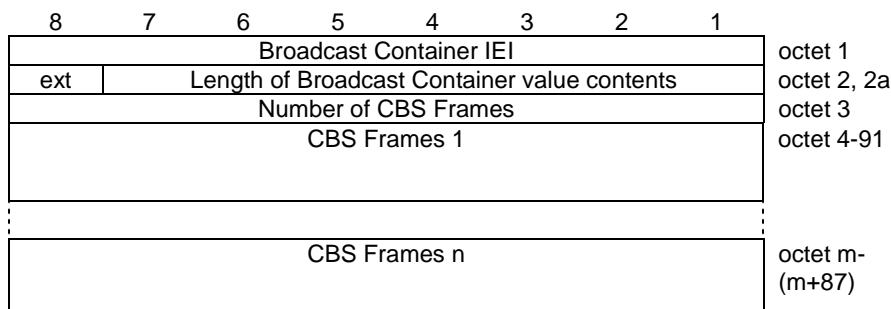 8 7 6 5 4 3 2 1
Broadcast Container IEI octet 1
ext Length of Broadcast Container value contents octet 2, 2a
Number of CBS Frames octet 3
CBS Frames 1 octet 4-91
CBS Frames n octet m-
(m+87)